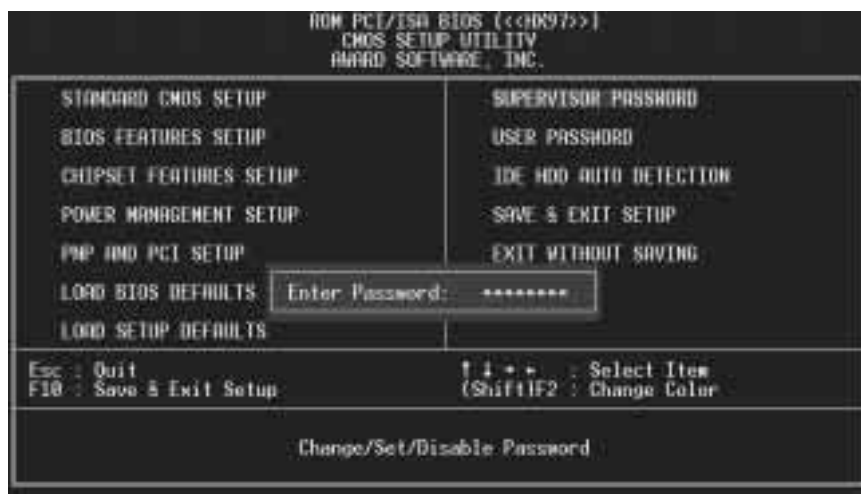 ROM PCI/ISA BIOS (<<HX97>>)
CMOS SETUP UTILITY
AWARD SOFTWARE, INC.
STANDARD CMOS SETUP
BIOS FEATURES SETUP
CHIPSET FEATURES SETUP
POWER MANAGEMENT SETUP
PNP AND PCI SETUP
LOAD BIOS DEFAULTS
LOAD SETUP DEFAULTS
SUPERVISOR PASSWORD
USER PASSWORD
IDE HDD AUTO DETECTION
SAVE & EXIT SETUP
EXIT WITHOUT SAVING
Enter Password: ********
Esc : Quit
F10 : Save & Exit Setup
↑ ↓ → ← : Select Item
(Shift)F2 : Change Color
Change/Set/Disable Password